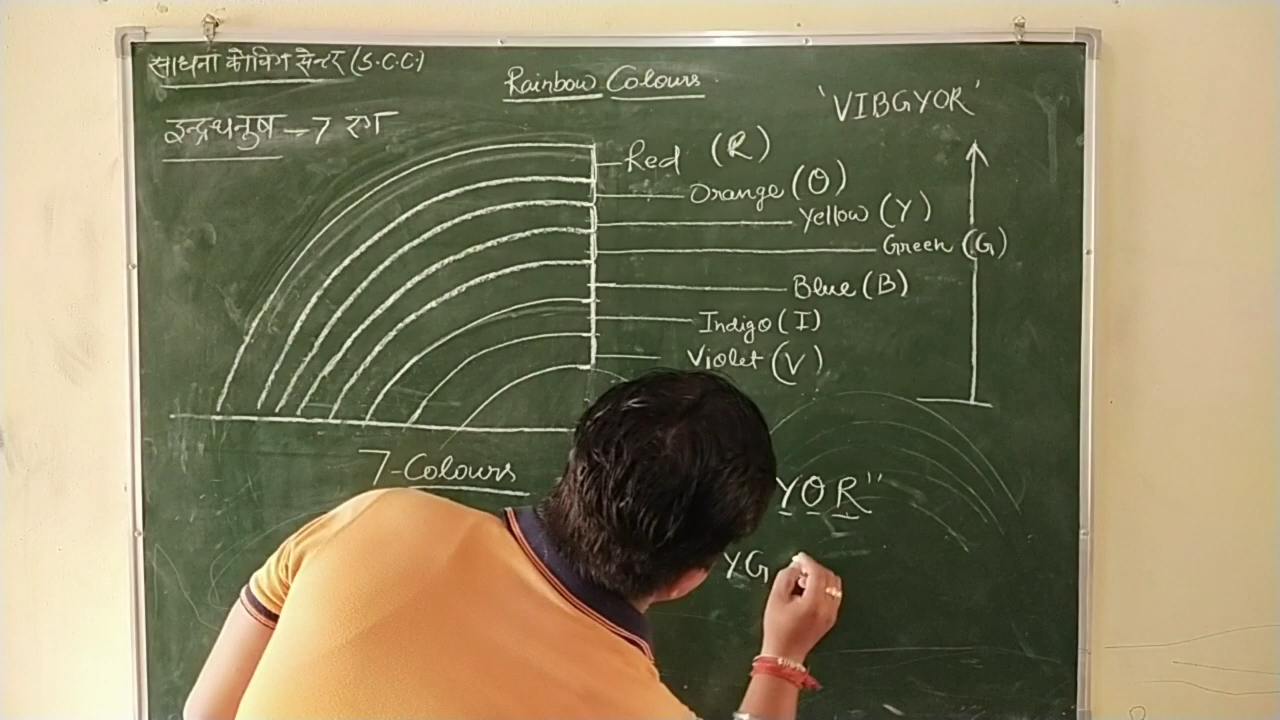 साधना कोचिंग सेन्टर (S.C.C.)
Rainbow Colours
'VIBGYOR'
इन्द्रधनुष - 7 रंग
Red (R)
Orange (O)
Yellow (Y)
Green (G)
Blue (B)
Indigo (I)
Violet (V)
7-Colours
YOR"
YG